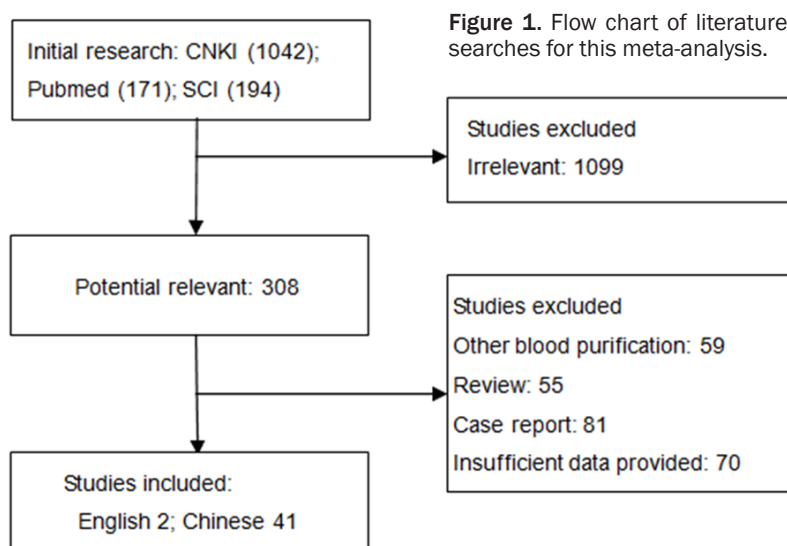 Figure 1. Flow chart of literature
searches for this meta-analysis.
Initial research: CNKI (1042);
Pubmed (171); SCI (194)
Studies excluded
Irrelevant: 1099
Potential relevant: 308
Studies excluded
Other blood purification: 59
Review: 55
Case report: 81
Insufficient data provided: 70
Studies included:
English 2; Chinese 41